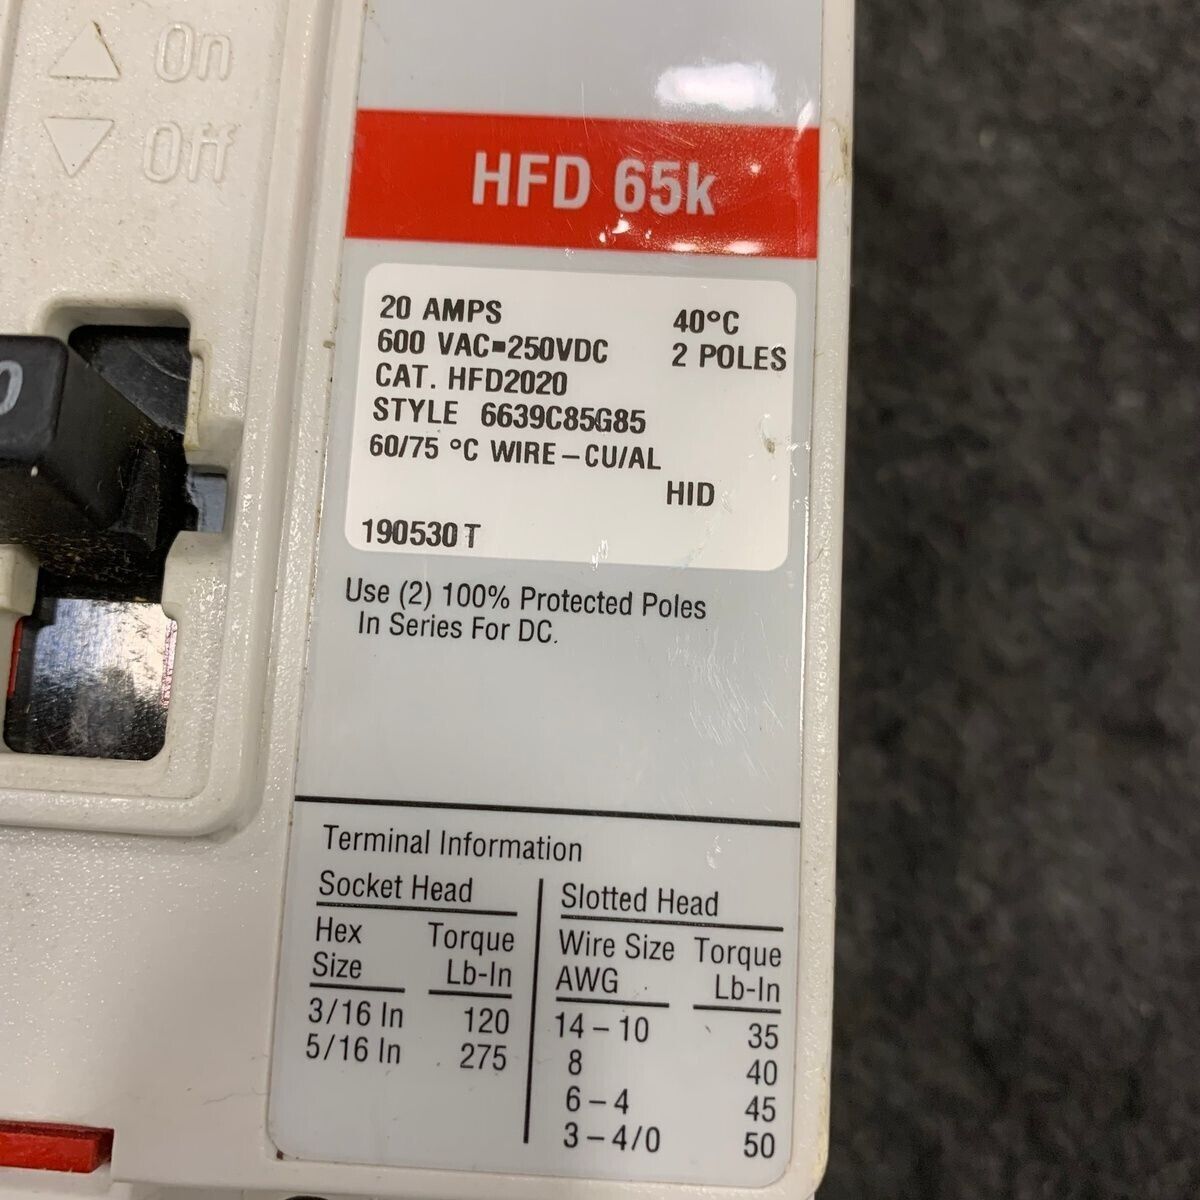 On
Off
0
HFD 65k
20 AMPS 40°C
600 VAC▪250VDC 2 POLES
CAT. HFD2020
STYLE 6639C85G85
60/75 °C WIRE – CU/AL
HID
190530 T
Use (2) 100% Protected Poles
In Series For DC.
Terminal Information
Socket Head
Hex Torque
Size Lb-In
3/16 In 120
5/16 In 275
Slotted Head
Wire Size Torque
AWG Lb-In
14 – 10 35
8 40
6 – 4 45
3 – 4/0 50